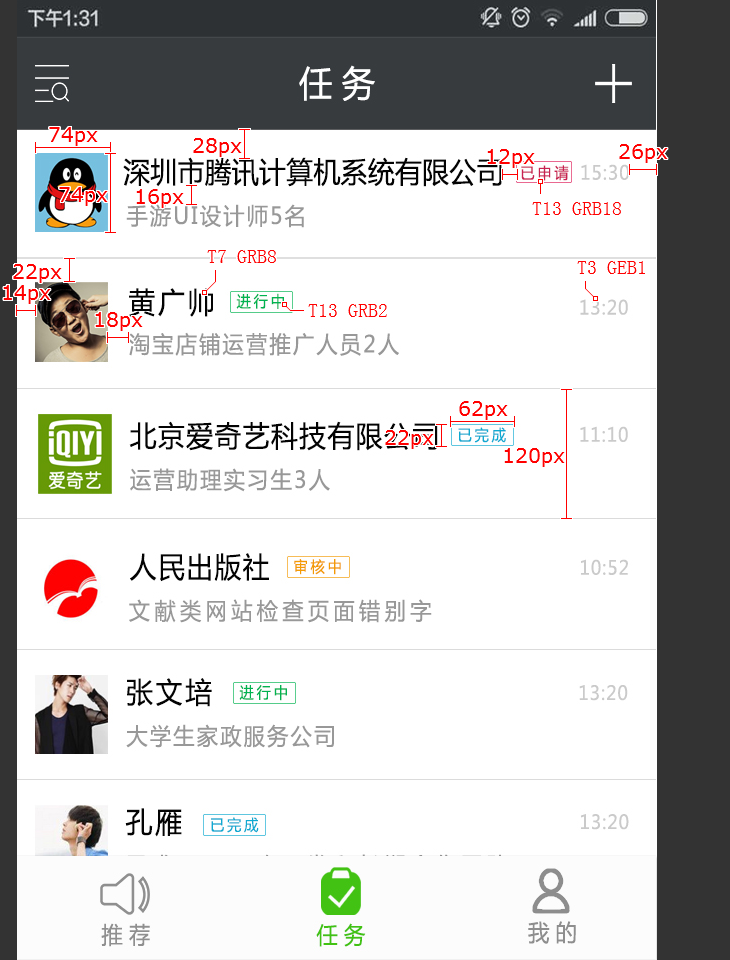 下午1:31
任务
74px
28px
12px
26px
深圳市腾讯计算机系统有限公司
已申请
15:30
74px
16px
手游UI设计师5名
T13 GRB18
T7 GRB8
22px
T3 GEB1
14px
黄广帅
进行中
T13 GRB2
13:20
18px
淘宝店铺运营推广人员2人
62px
iQIYI
爱奇艺
北京爱奇艺科技有限公司
22px
已完成
11:10
120px
运营助理实习生3人
人民出版社
审核中
10:52
文献类网站检查页面错别字
张文培
进行中
13:20
大学生家政服务公司
孔雁
已完成
13:20
推荐
任务
我的